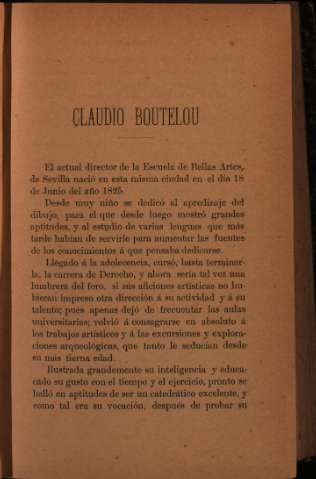 CLAUDIO BOUTELOU
El actual director de la Escuela de Bellas Artes,
de Sevilla nació en esta misma ciudad en el dia 18
de Junio del año 1825.
Desde muy niño se dedicó al apredizaje del
dibujo, para el que desde luego mostró grandes
aptitudes, y al estudio de varias lenguas que más
tarde habían de servirle para aumentar las fuentes
de los conocimientos á que pensaba dedicarse.
Llegado á la adolecencia, cursó, hasta terminar-
la, la carrera de Derecho, y ahora sería tal vez una
lumbrera del foro, si sus aficiones artísticas no hu-
bieran impreso otra dirección á su actividad y á su
talento; pues apenas dejó de frecuentar las aulas
universitarias; volvió á consagrarse en absoluto á
los trabajos artísticos y á las excursiones y explora-
ciones arqueológicas, que tanto le seducían desde
su más tierna edad.
Ilustrada grandemente su inteligencia y educa-
cado su gusto con el tiempo y el ejercicio, pronto se
halló en aptitudes de ser un catedrático excelente, y
como tal era su vocación, después de probar su